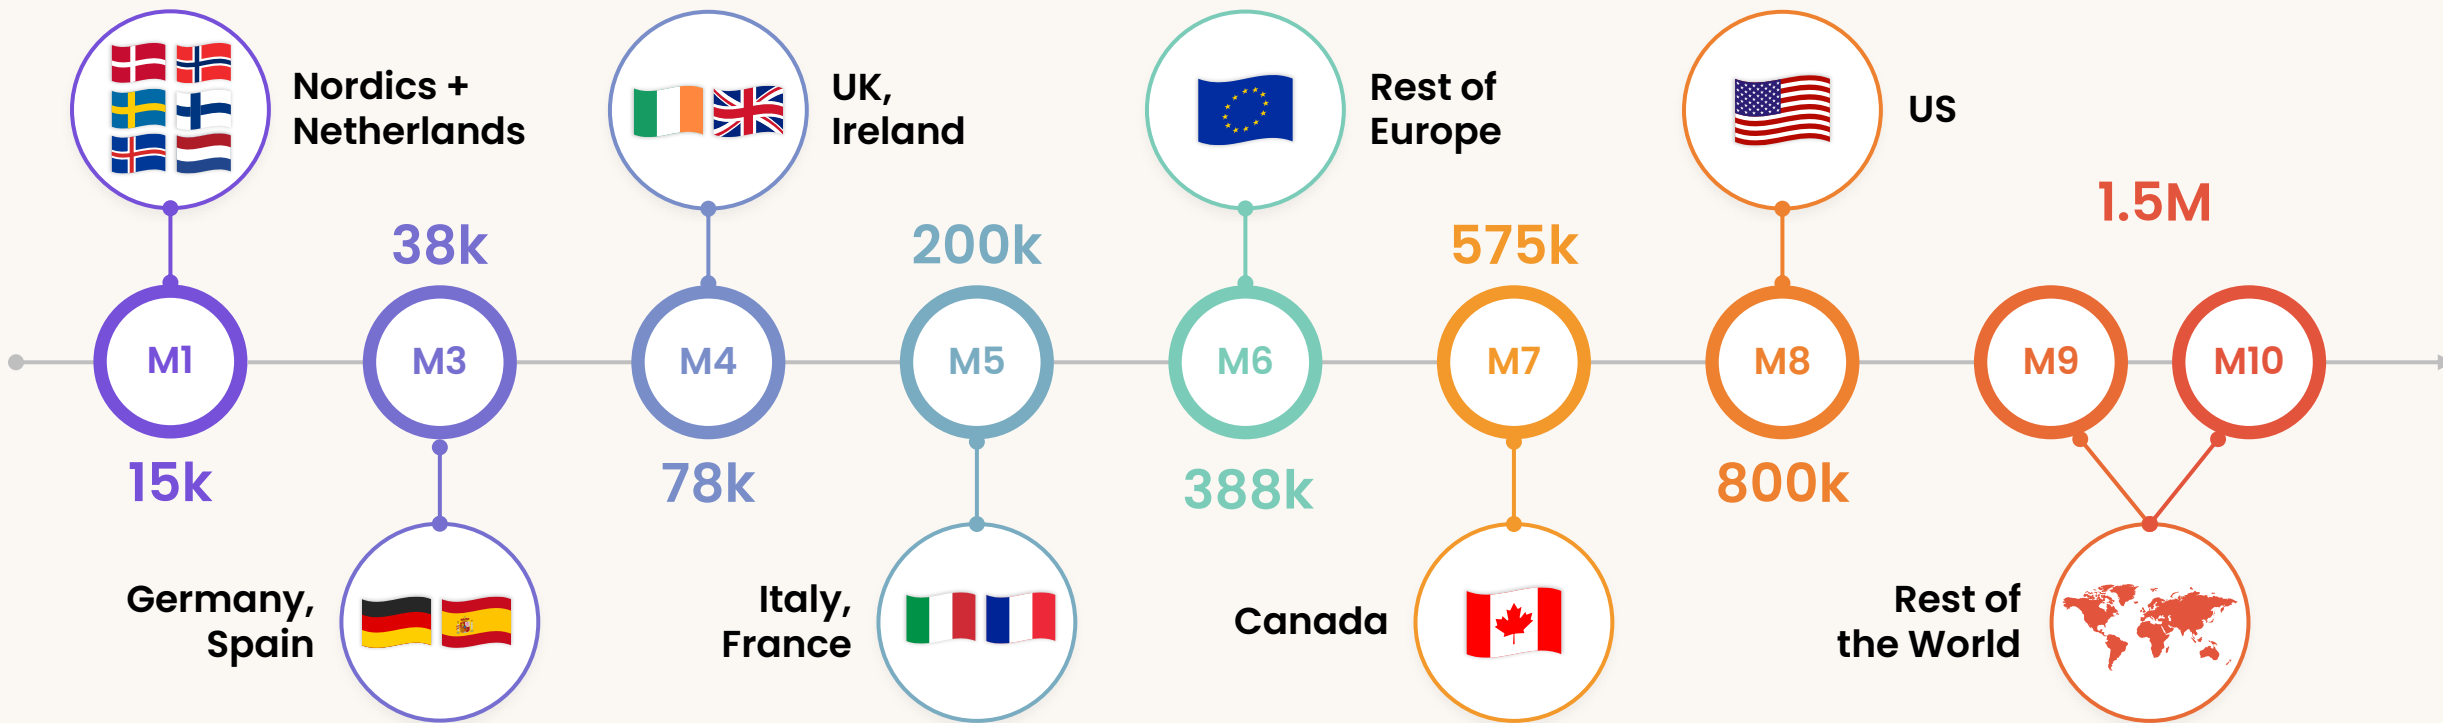 Nordics +
Netherlands
UK,
Ireland
Rest of
Europe
US
38k
200k
575k
1.5M
M1
M3
M4
M5
M6
M7
M8
M9
M10
15k
78k
388k
800k
Germany,
Spain
Italy,
France
Canada
Rest of
the World